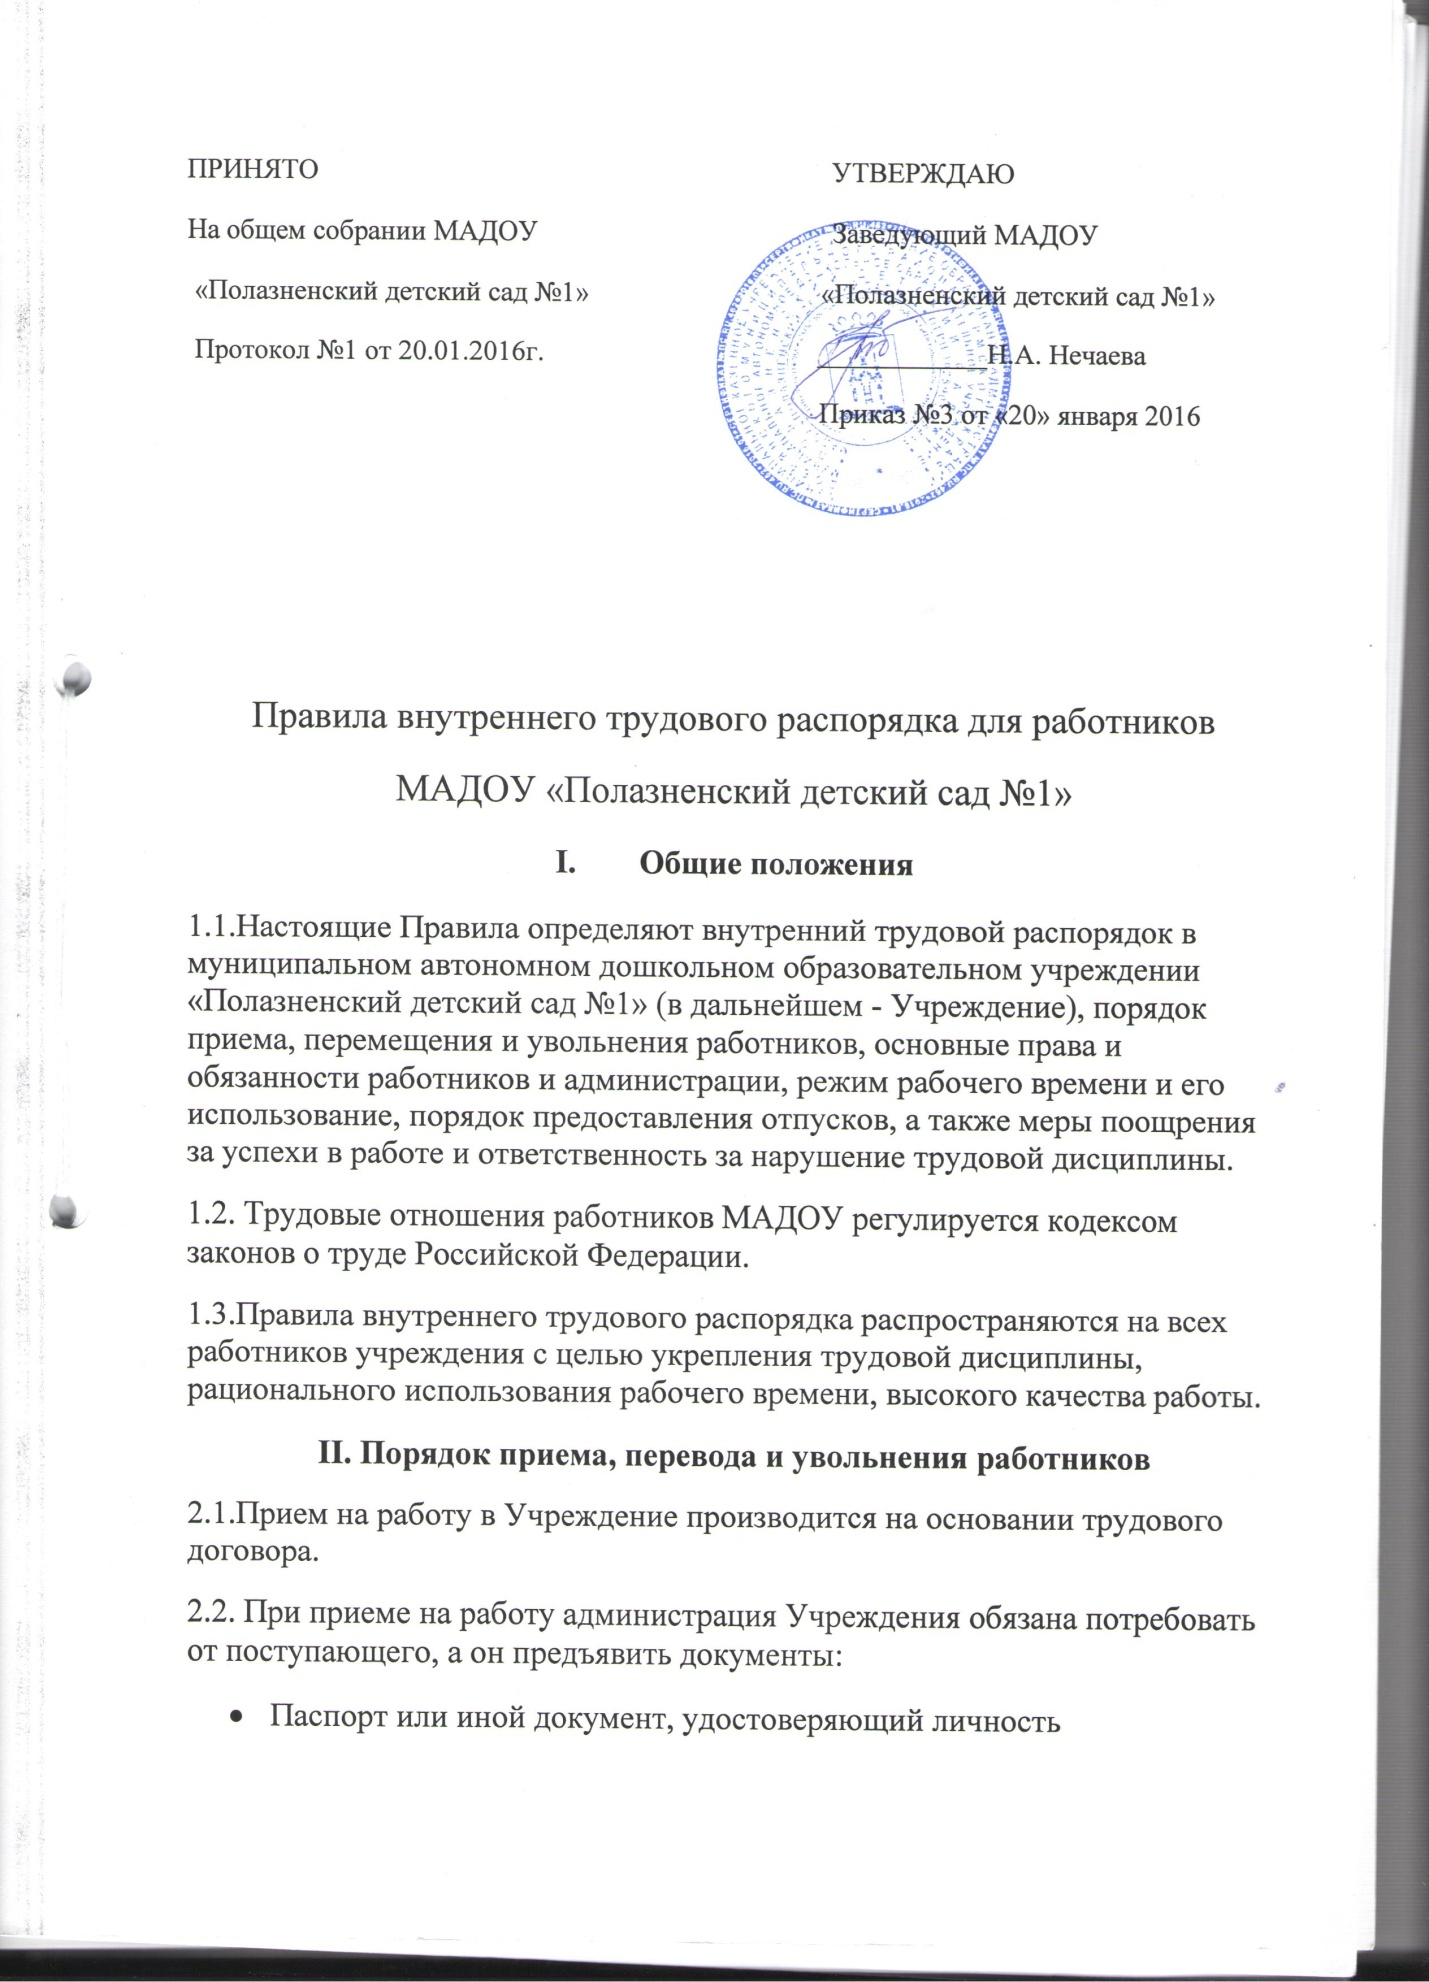 ПРИНЯТО
На общем собрании МАДОУ
«Полазненский детский сад №1»
Протокол №1 от 20.01.2016г.
УТВЕРЖДАЮ
Заведующий МАДОУ
«Полазненский детский сад №1»
____________Н.А. Нечаева
Приказ №3 от «20» января 2016
Правила внутреннего трудового распорядка для работников
МАДОУ «Полазненский детский сад №1»
I. Общие положения
1.1.Настоящие Правила определяют внутренний трудовой распорядок в
муниципальном автономном дошкольном образовательном учреждении
«Полазненский детский сад №1» (в дальнейшем - Учреждение), порядок
приема, перемещения и увольнения работников, основные права и
обязанности работников и администрации, режим рабочего времени и его
использование, порядок предоставления отпусков, а также меры поощрения
за успехи в работе и ответственность за нарушение трудовой дисциплины.
1.2. Трудовые отношения работников МАДОУ регулируется кодексом
законов о труде Российской Федерации.
1.3.Правила внутреннего трудового распорядка распространяются на всех
работников учреждения с целью укрепления трудовой дисциплины,
рационального использования рабочего времени, высокого качества работы.
II. Порядок приема, перевода и увольнения работников
2.1.Прием на работу в Учреждение производится на основании трудового
договора.
2.2. При приеме на работу администрация Учреждения обязана потребовать
от поступающего, а он предъявить документы:
• Паспорт или иной документ, удостоверяющий личность